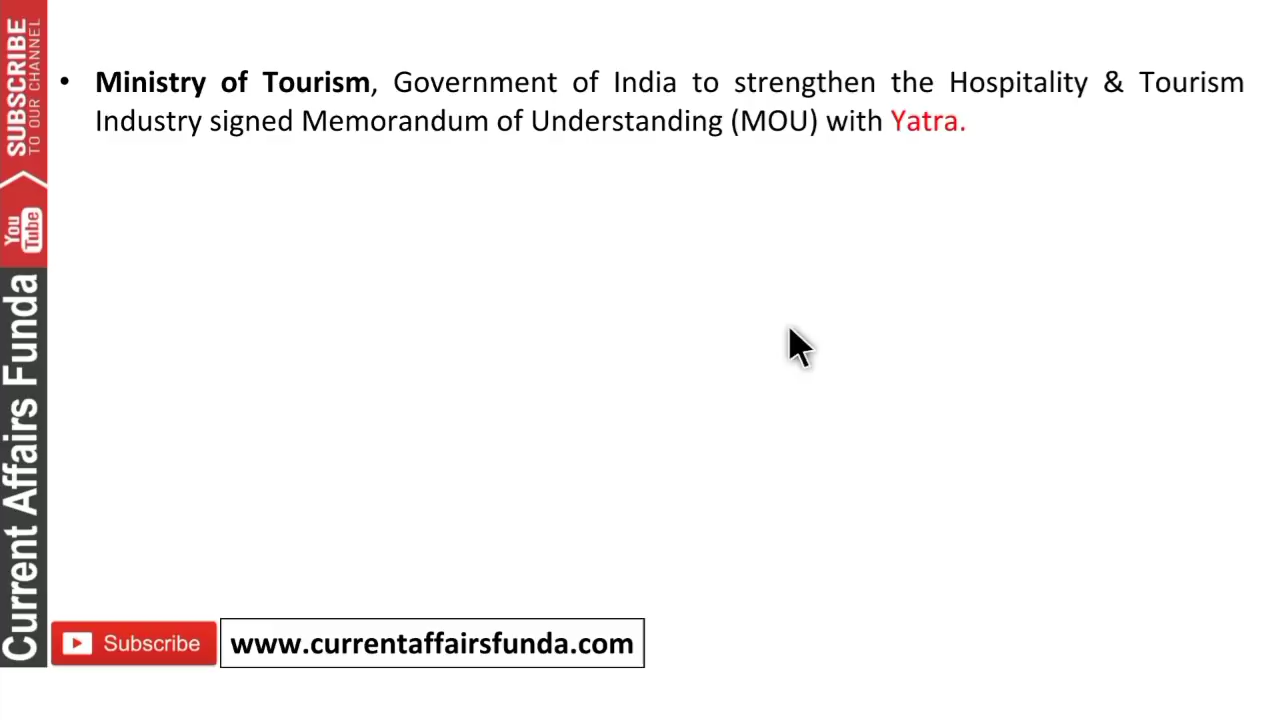 • Ministry of Tourism, Government of India to strengthen the Hospitality & Tourism
Industry signed Memorandum of Understanding (MOU) with Yatra.
SUBSCRIBE
TO OUR CHANNEL
You
Tube
Current Affairs Funda
Subscribe
www.currentaffairsfunda.com